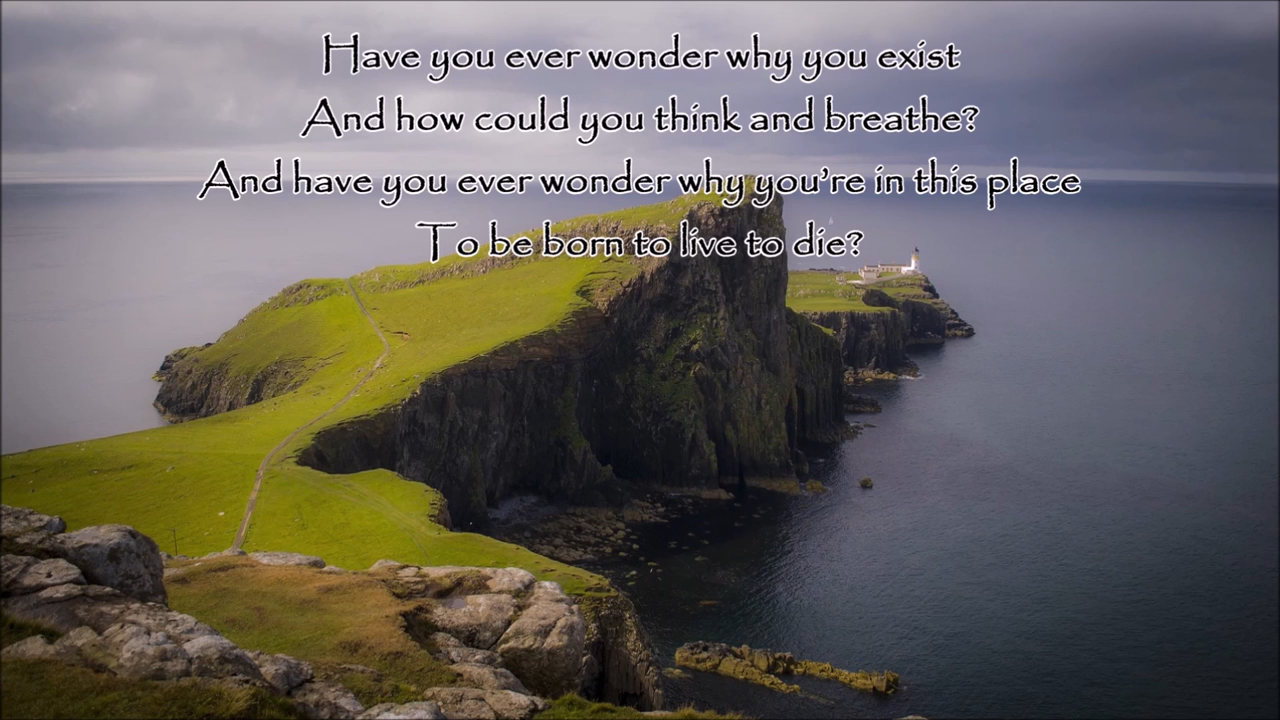 Have you ever wonder why you exist
And how could you think and breathe?
And have you ever wonder why you're in this place
To be born to live to die?